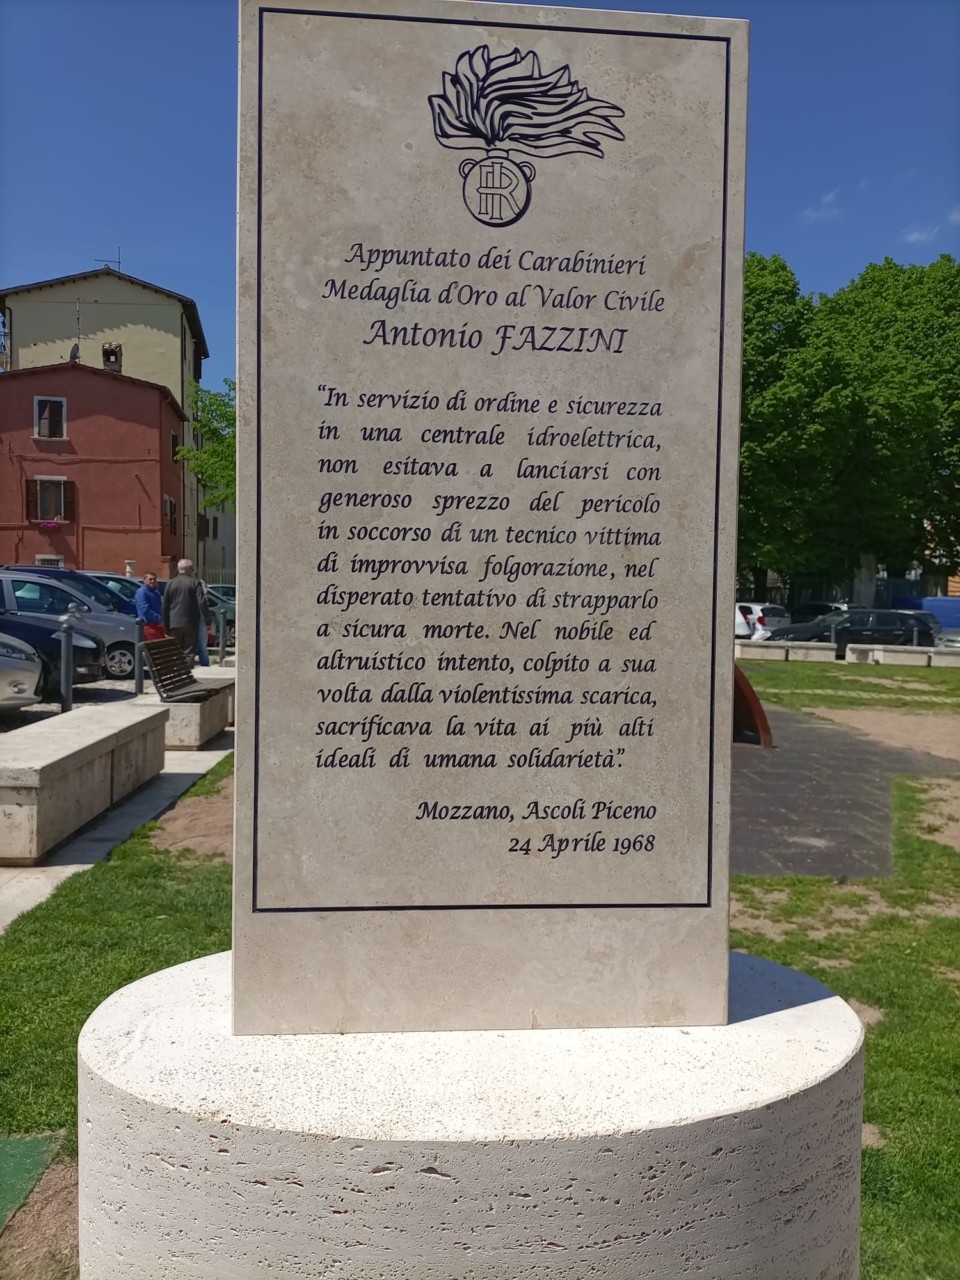 RI
Appuntato dei Carabinieri
Medaglia d'Oro al Valor Civile
Antonio FAZZINI
“In servizio di ordine e sicurezza
in una centrale idroelettrica,
non esitava a lanciarsi con
generoso sprezzo del pericolo
in soccorso di un tecnico vittima
di improvvisa folgorazione, nel
disperato tentativo di strapparlo
a sicura morte. Nel nobile ed
altruistico intento, colpito a sua
volta dalla violentissima scarica,
sacrificava la vita ai più alti
ideali di umana solidarietà”.
Mozzano, Ascoli Piceno
24 Aprile 1968